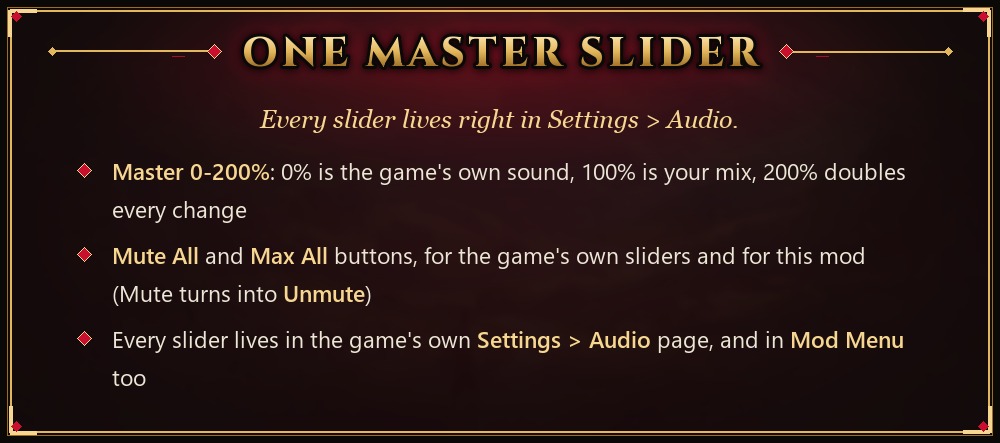 ONE MASTER SLIDER
Every slider lives right in Settings > Audio.
Master 0-200%: 0% is the game's own sound, 100% is your mix, 200% doubles
every change
Mute All and Max All buttons, for the game's own sliders and for this mod
(Mute turns into Unmute)
Every slider lives in the game's own Settings > Audio page, and in Mod Menu
too